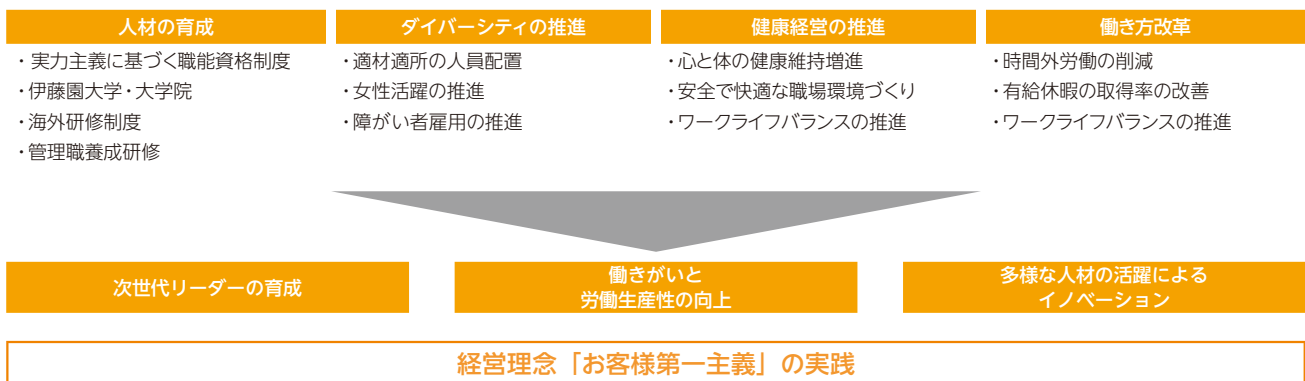 人材の育成
・実力主義に基づく職能資格制度
・伊藤園大学・大学院
・海外研修制度
・管理職養成研修
ダイバーシティの推進
・適材適所の人員配置
・女性活躍の推進
・障がい者雇用の推進
健康経営の推進
・心と体の健康維持増進
・安全で快適な職場環境づくり
・ワークライフバランスの推進
働き方改革
・時間外労働の削減
・有給休暇の取得率の改善
・ワークライフバランスの推進
次世代リーダーの育成
働きがいと
労働生産性の向上
多様な人材の活躍による
イノベーション
経営理念「お客様第一主義」の実践